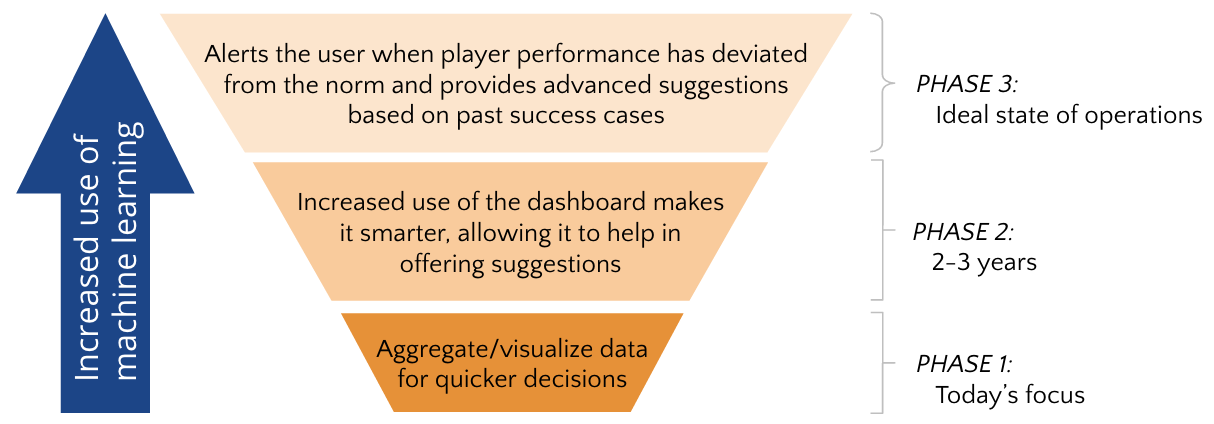 Increased use of
machine learning
Alerts the user when player performance has deviated
from the norm and provides advanced suggestions
based on past success cases
PHASE 3:
Ideal state of operations
Increased use of the dashboard makes
it smarter, allowing it to help in
offering suggestions
PHASE 2:
2-3 years
Aggregate/visualize data
for quicker decisions
PHASE 1:
Today's focus